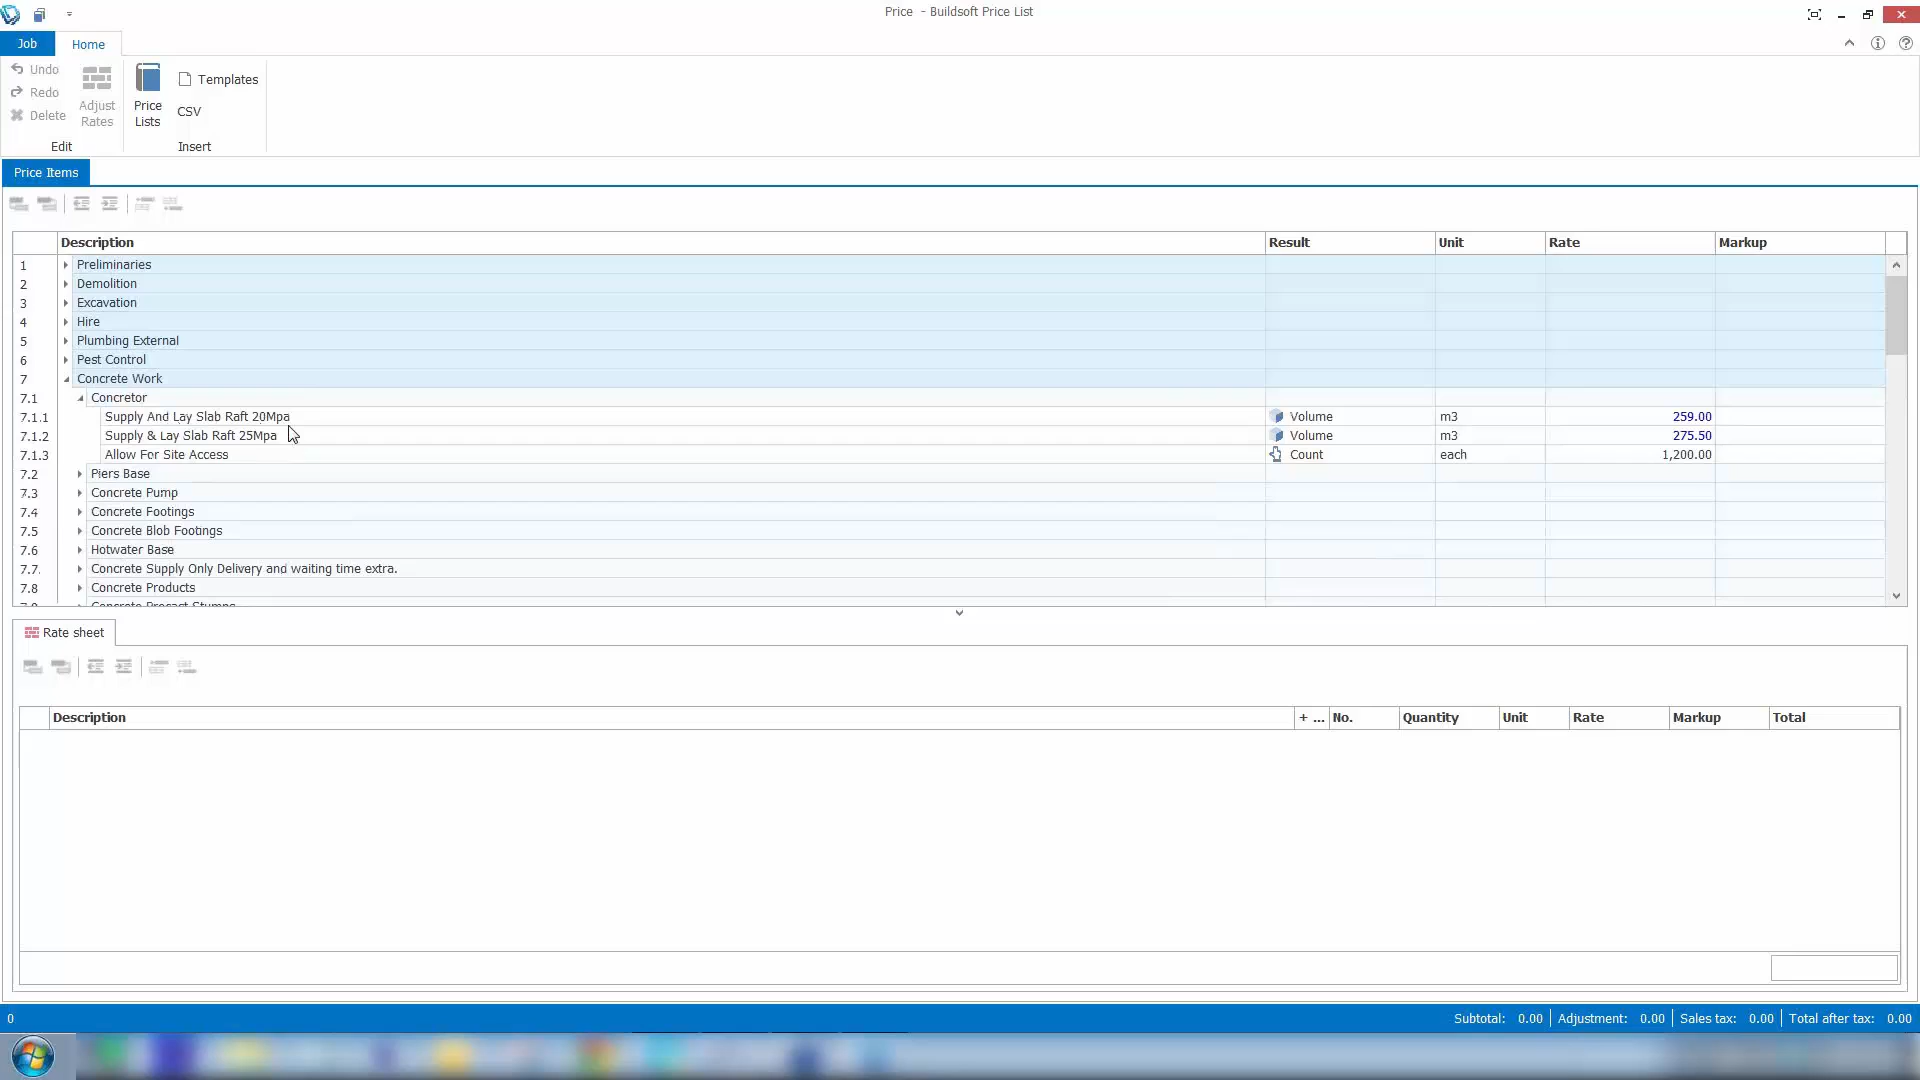 Price - Buildsoft Price List
Job Home
Undo
Redo
Delete
Adjust Rates
Price Lists
Templates
CSV
Edit Insert
Price Items
Description Result Unit Rate Markup
1 Preliminaries
2 Demolition
3 Excavation
4 Hire
5 Plumbing External
6 Pest Control
7 Concrete Work
7.1 Concretor
7.1.1 Supply And Lay Slab Raft 20Mpa Volume m3 259.00
7.1.2 Supply & Lay Slab Raft 25Mpa Volume m3 275.50
7.1.3 Allow For Site Access Count each 1,200.00
7.2 Piers Base
7.3 Concrete Pump
7.4 Concrete Footings
7.5 Concrete Blob Footings
7.6 Hotwater Base
7.7 Concrete Supply Only Delivery and waiting time extra.
7.8 Concrete Products
7.9 Concrete Precast Stumps
Rate sheet
Description + ... No. Quantity Unit Rate Markup Total
0 Subtotal: 0.00 Adjustment: 0.00 Sales tax: 0.00 Total after tax: 0.00